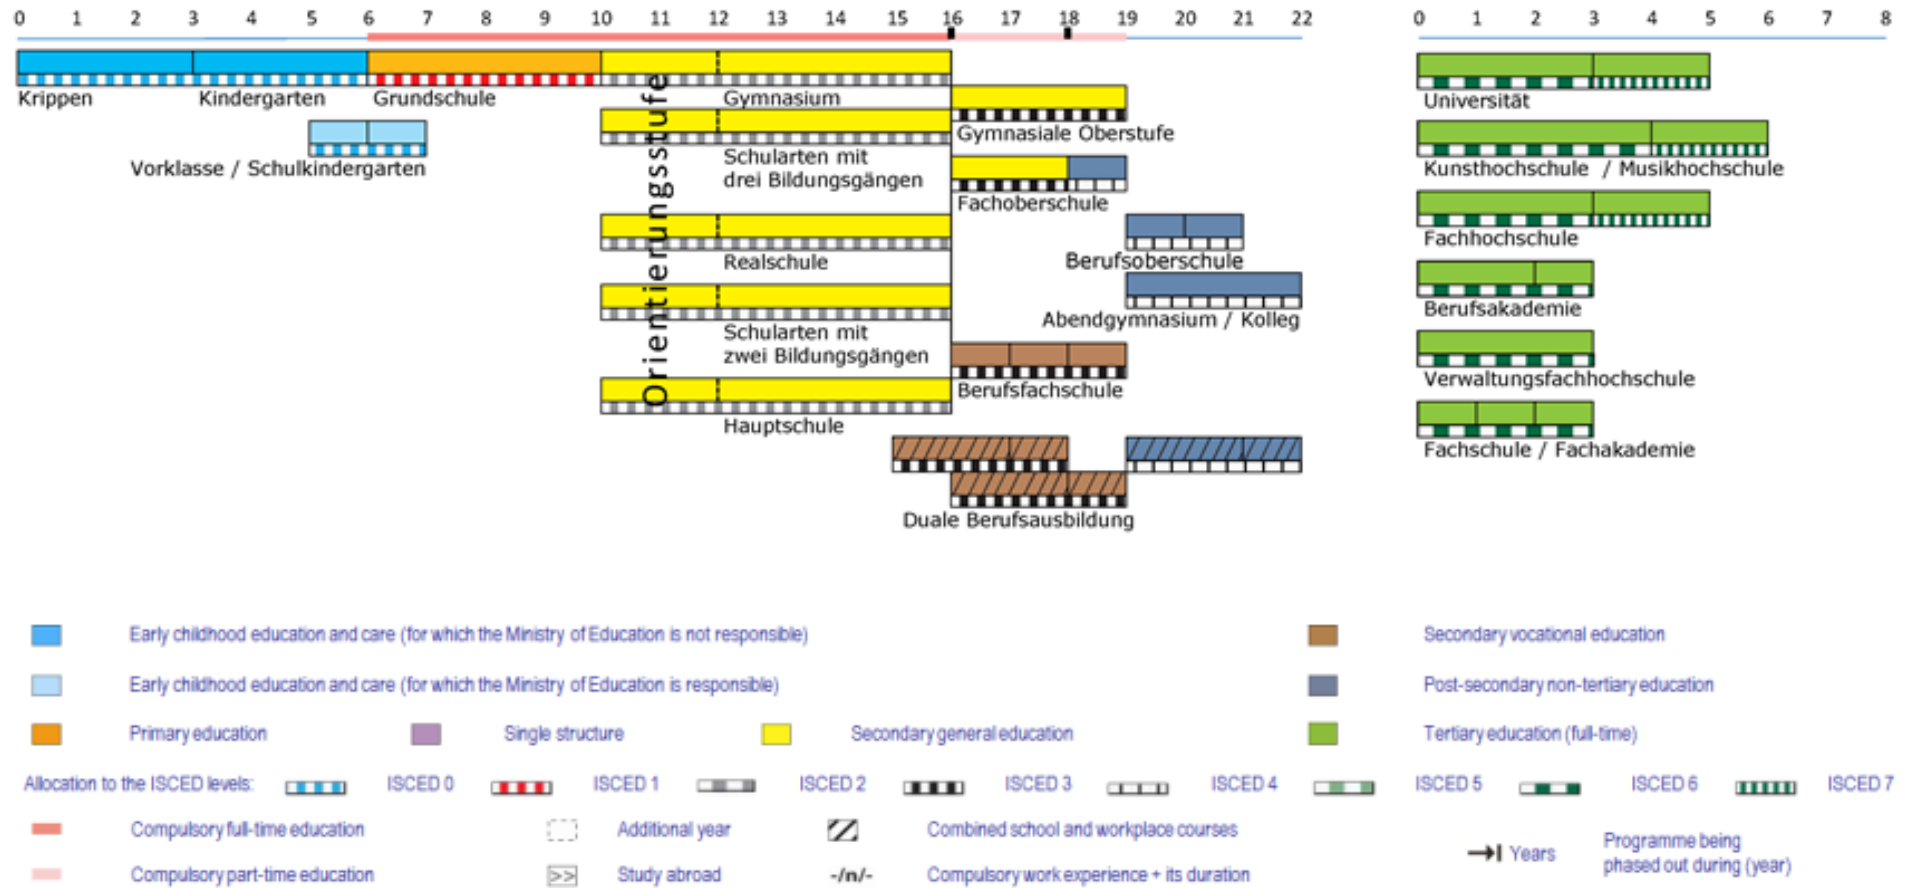 0 1 2 3 4 5 6 7 8 9 10 11 12 13 14 15 16 17 18 19 20 21 22
0 1 2 3 4 5 6 7 8
Krippen
Kindergarten
Grundschule
Vorklasse / Schulkindergarten
Orientierungsstufe
Gymnasium
Schularten mit
drei Bildungsgängen
Realschule
Schularten mit
zwei Bildungsgängen
Hauptschule
Gymnasiale Oberstufe
Fachoberschule
Berufsoberschule
Abendgymnasium / Kolleg
Berufsfachschule
Duale Berufsausbildung
Universität
Kunsthochschule / Musikhochschule
Fachhochschule
Berufsakademie
Verwaltungsfachhochschule
Fachschule / Fachakademie
Early childhood education and care (for which the Ministry of Education is not responsible)
Secondary vocational education
Early childhood education and care (for which the Ministry of Education is responsible)
Post-secondary non-tertiary education
Primary education
Single structure
Secondary general education
Tertiary education (full-time)
Allocation to the ISCED levels: ISCED 0 ISCED 1 ISCED 2 ISCED 3 ISCED 4 ISCED 5 ISCED 6 ISCED 7
Compulsory full-time education
Additional year
Combined school and workplace courses
Years
Programme being
phased out during (year)
Compulsory part-time education
>>
Study abroad
-/n/-
Compulsory work experience + its duration